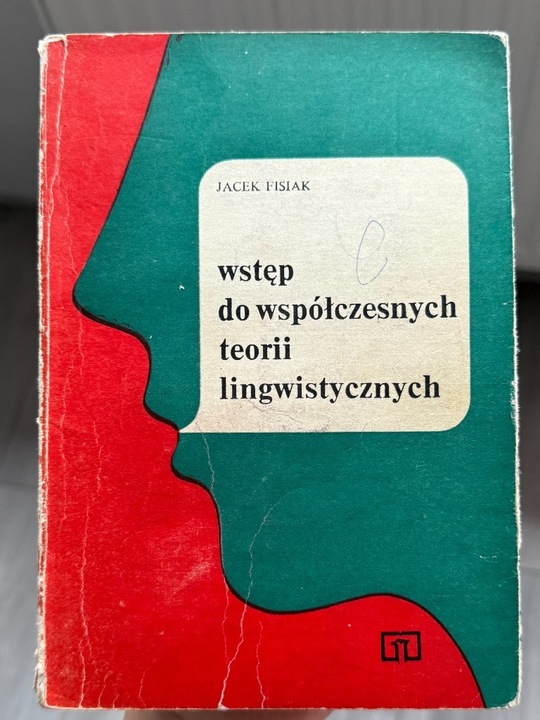 JACEK FISIAK
wstęp
do współczesnych
teorii
lingwistycznych